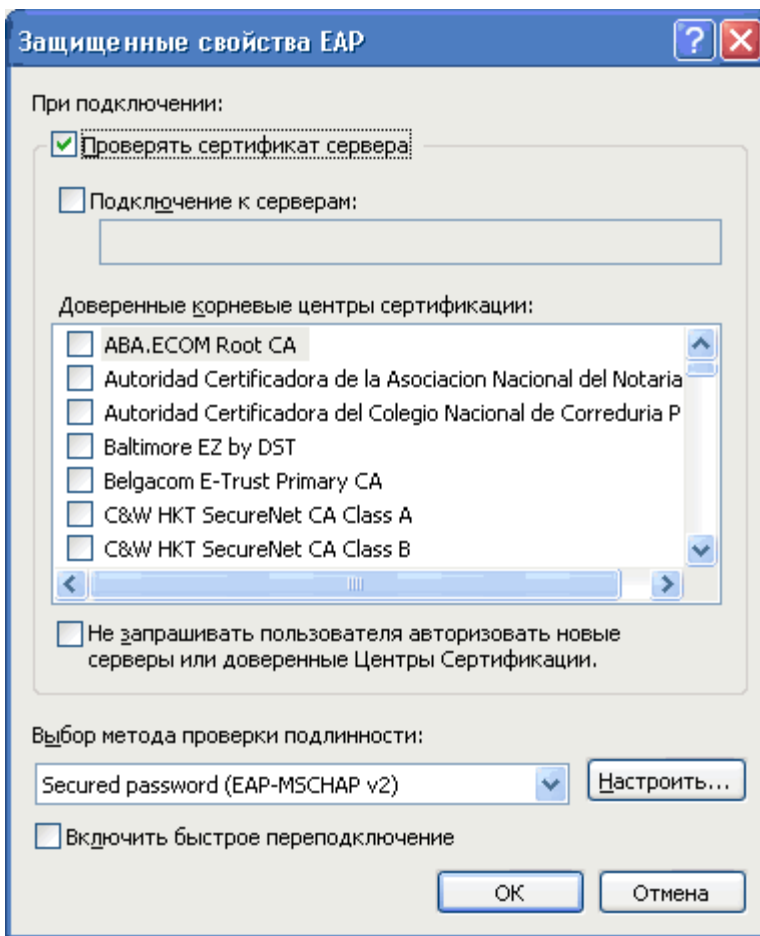 Защищенные свойства EAP
При подключении:
Проверять сертификат сервера
Подключение к серверам:
Доверенные корневые центры сертификации:
ABA.ECOM Root CA
Autoridad Certificadora de la Asociacion Nacional del Notaria
Autoridad Certificadora del Colegio Nacional de Correduria P
Baltimore EZ by DST
Belgacom E-Trust Primary CA
C&W HKT SecureNet CA Class A
C&W HKT SecureNet CA Class B
Не запрашивать пользователя авторизовать новые
серверы или доверенные Центры Сертификации.
Выбор метода проверки подлинности:
Secured password (EAP-MSCHAP v2)
Настроить...
Включить быстрое переподключение
OK
Отмена